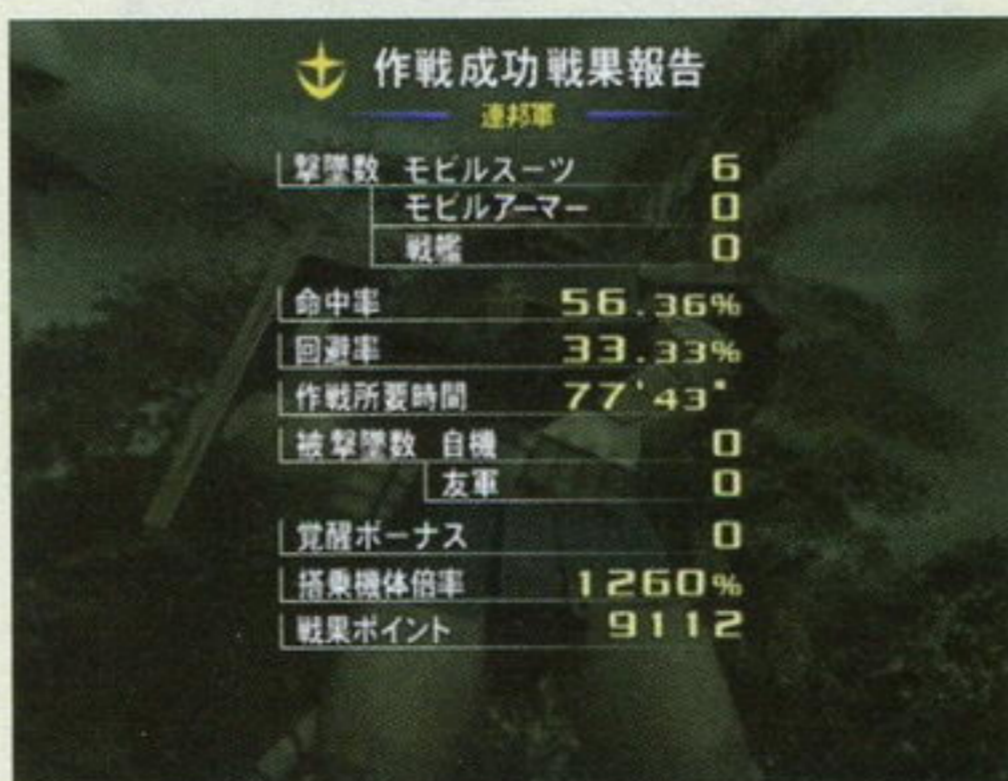 作戦成功戦果報告
連邦軍
撃墜数 モビルスーツ 6
モビルアーマー 0
戦艦 0
命中率 56.36%
回避率 33.33%
作戦所要時間 77'43"
被撃墜数 自機 0
友軍 0
覚醒ボーナス 0
搭乗機体倍率 1260%
戦果ポイント 9112